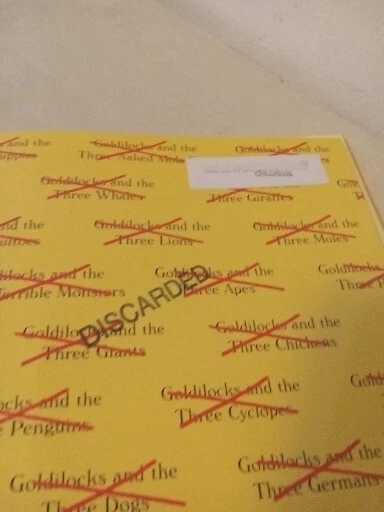 and the
Goldilocks and the
Goldilocks and the
Three Naked Mole
Goldilocks and the
Three Whales
Three Giraffes
and the
Goldilocks and the
Three Lions
Goldilocks and the
Three Moles
and the
Terrible Monsters
Goldilocks and the
Three Apes
Goldilocks
DISCARDED
Goldilocks and the
Three Giants
Goldilocks and the
Three Chickens
and the
Penguins
Goldilocks and the
Three Cyclopes
Goldilocks and the
Three Dogs
Goldilocks and the
Three Germans